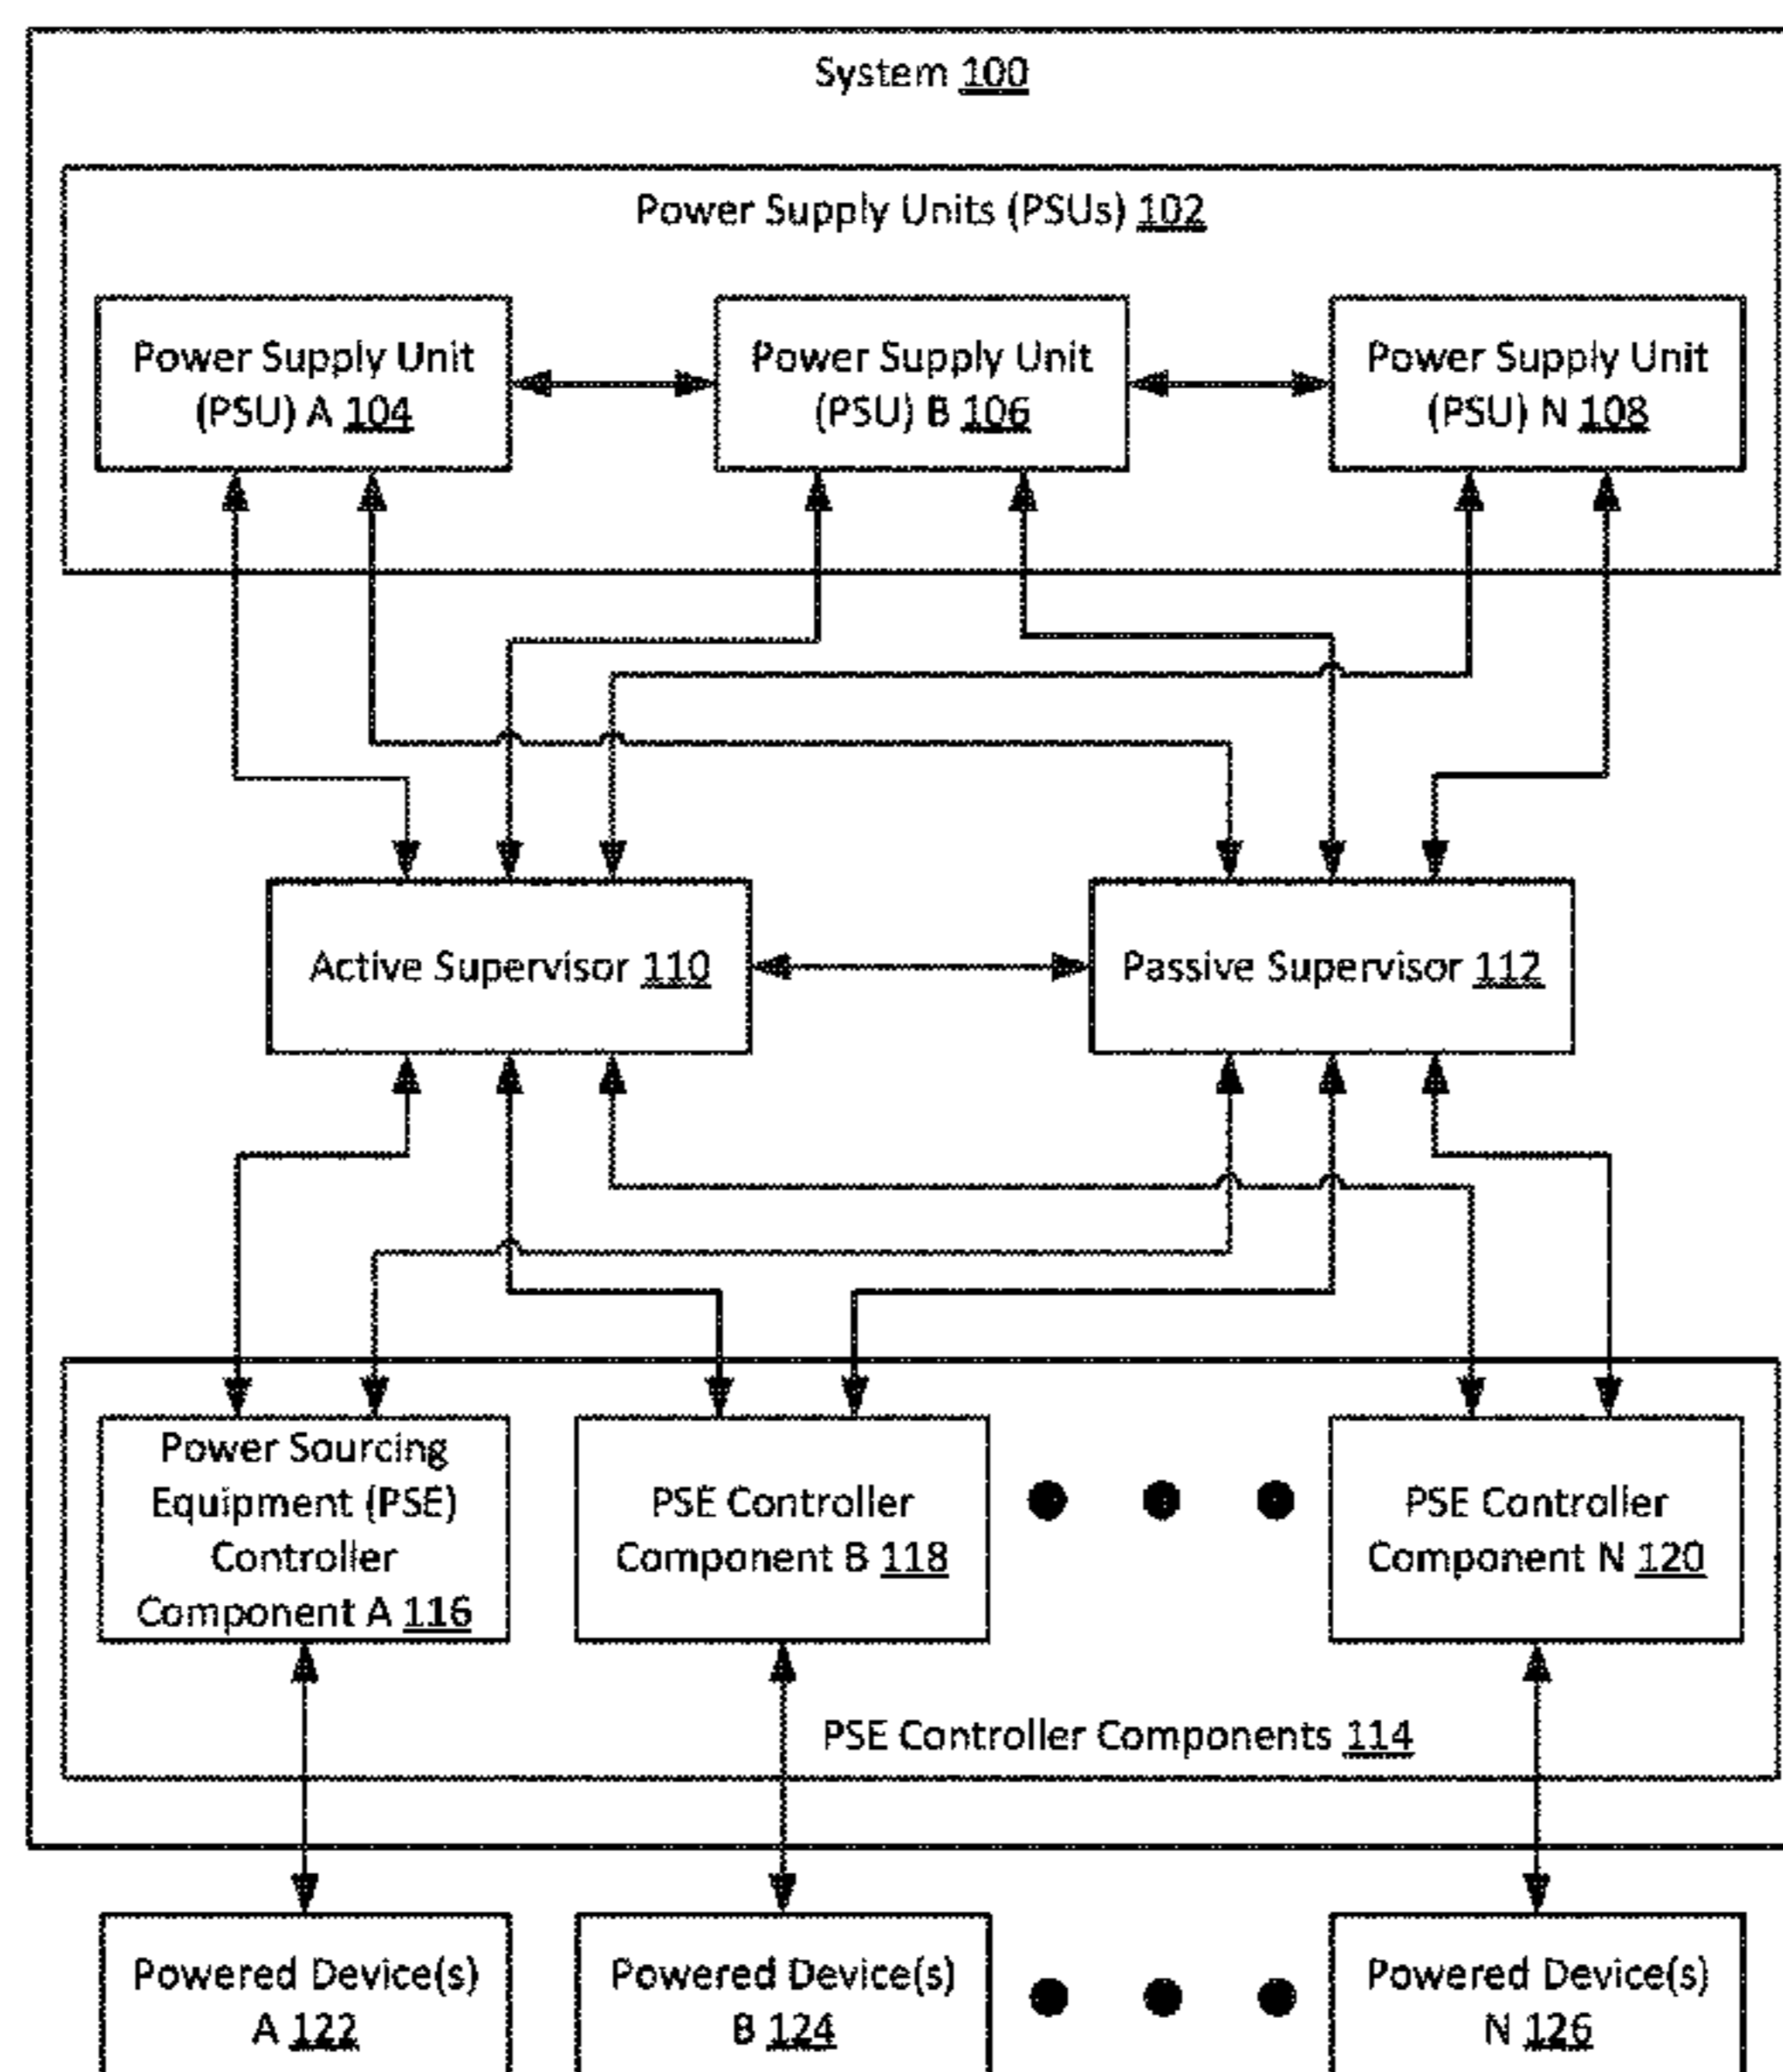 System 100
Power Supply Units (PSUs) 102
Power Supply Unit
(PSU) A 104
Power Supply Unit
(PSU) B 106
Power Supply Unit
(PSU) N 108
Active Supervisor 110
Passive Supervisor 112
Power Sourcing
Equipment (PSE)
Controller
Component A 116
PSE Controller
Component B 118
PSE Controller
Component N 120
PSE Controller Components 114
Powered Device(s)
A 122
Powered Device(s)
B 124
Powered Device(s)
N 126